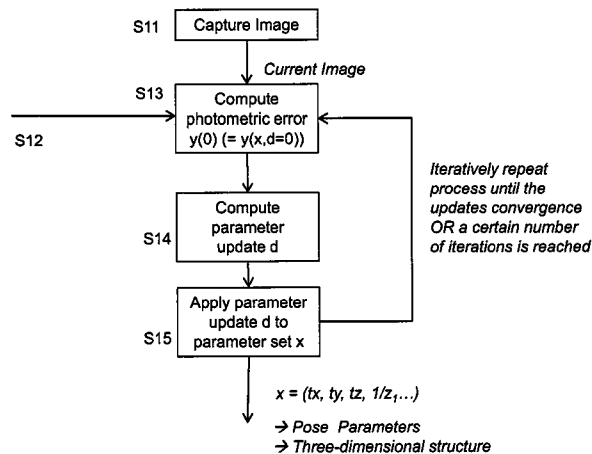 S11
Capture Image
Current Image
S13
Compute
photometric error
y(0) (= y(x,d=0))
S12
Iteratively repeat
process until the
updates convergence
OR a certain number
of iterations is reached
Compute
parameter
update d
S14
Apply parameter
update d to
parameter set x
S15
x = (tx, ty, tz, 1/z₁...)
→ Pose Parameters
→ Three-dimensional structure